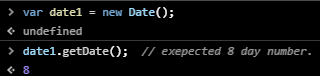 > var date1 = new Date();
< undefined
> date1.getDate();  // exepected 8 day number.
< 8